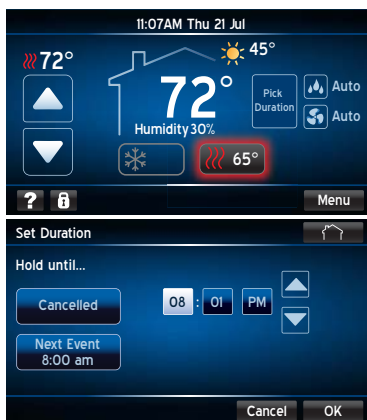 11:07AM Thu 21 Jul
72°
45°
72°
Humidity 30%
Pick
Duration
Auto
Auto
65°
?
Menu
Set Duration
Hold until...
Cancelled
08 : 01 PM
Next Event
8:00 am
Cancel OK